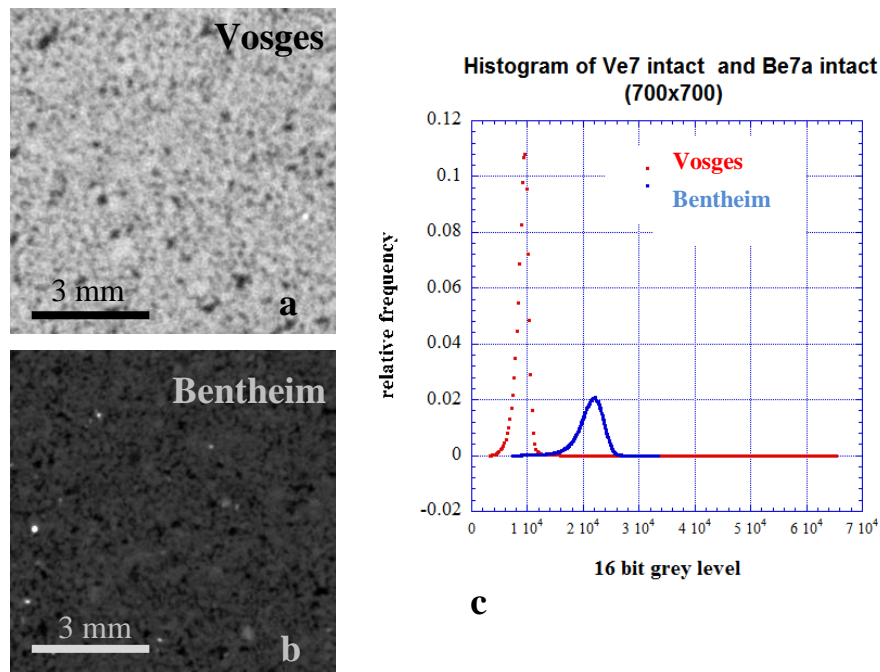 Vosges
3 mm
a
Bentheim
3 mm
b
Histogram of Ve7 intact and Be7a intact
(700x700)
relative frequency
0.12
0.1
0.08
0.06
0.04
0.02
0
-0.02
Vosges
Bentheim
0
1 10⁴
2 10⁴
3 10⁴
4 10⁴
5 10⁴
6 10⁴
7 10⁴
16 bit grey level
c